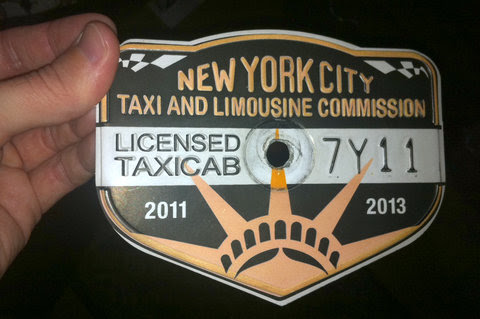 NEW YORK CITY
TAXI AND LIMOUSINE COMMISSION
LICENSED
TAXICAB
7Y11
2011
2013